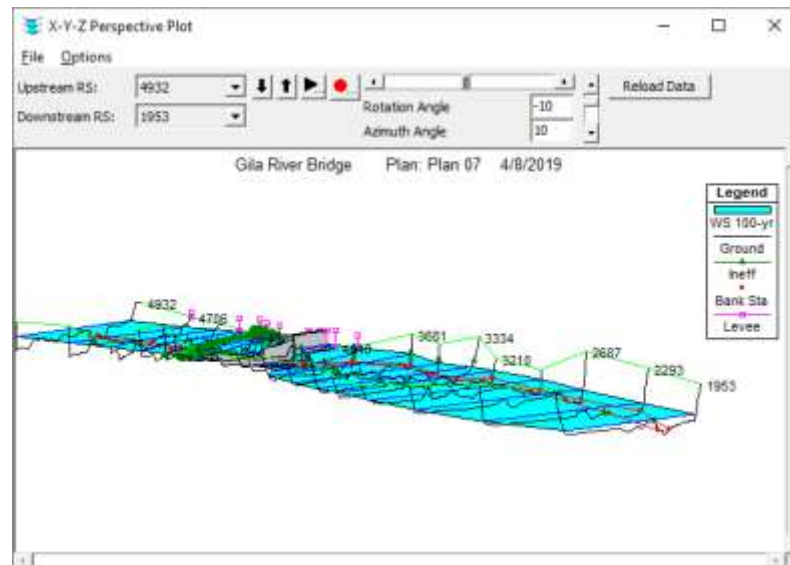 X-Y-Z Perspective Plot
File Options
Upstream RS: 4932
Downstream RS: 1953
Rotation Angle -10
Azimuth Angle 10
Reload Data
Gila River Bridge Plan: Plan 07 4/8/2019
Legend
WS 100-yr
Ground
Ineff
Bank Sta
Levee
4932
4706
3601
3334
3210
2687
2293
1953